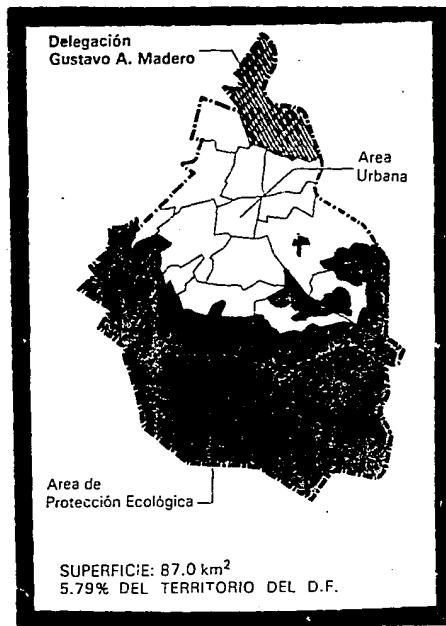 Delegación
Gustavo A. Madero
Area
Urbana
Area de
Protección Ecológica
SUPERFICIE: 87.0 km²
5.79% DEL TERRITORIO DEL D.F.